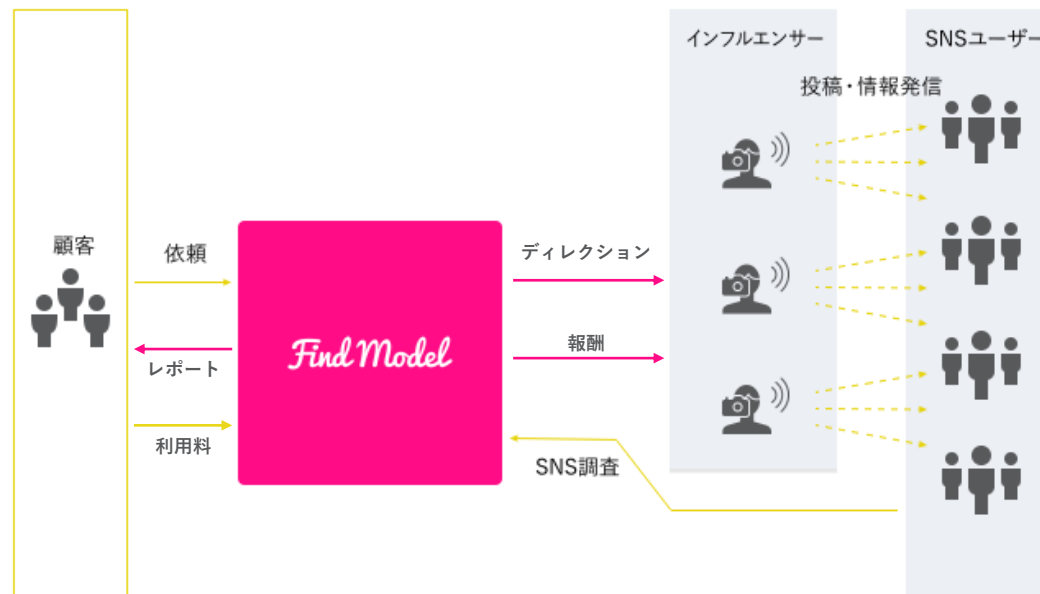 インフルエンサー
SNSユーザー
投稿・情報発信
顧客
依頼
ディレクション
Find Model
報酬
レポート
利用料
SNS調査